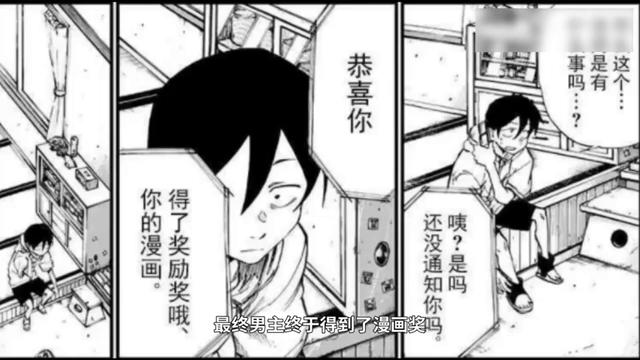 这个…
是有
事吗…？
咦？是吗
还没通知你吗。
恭喜你
得了奖励奖哦、
你的漫画。
最终男主终于得到了漫画奖